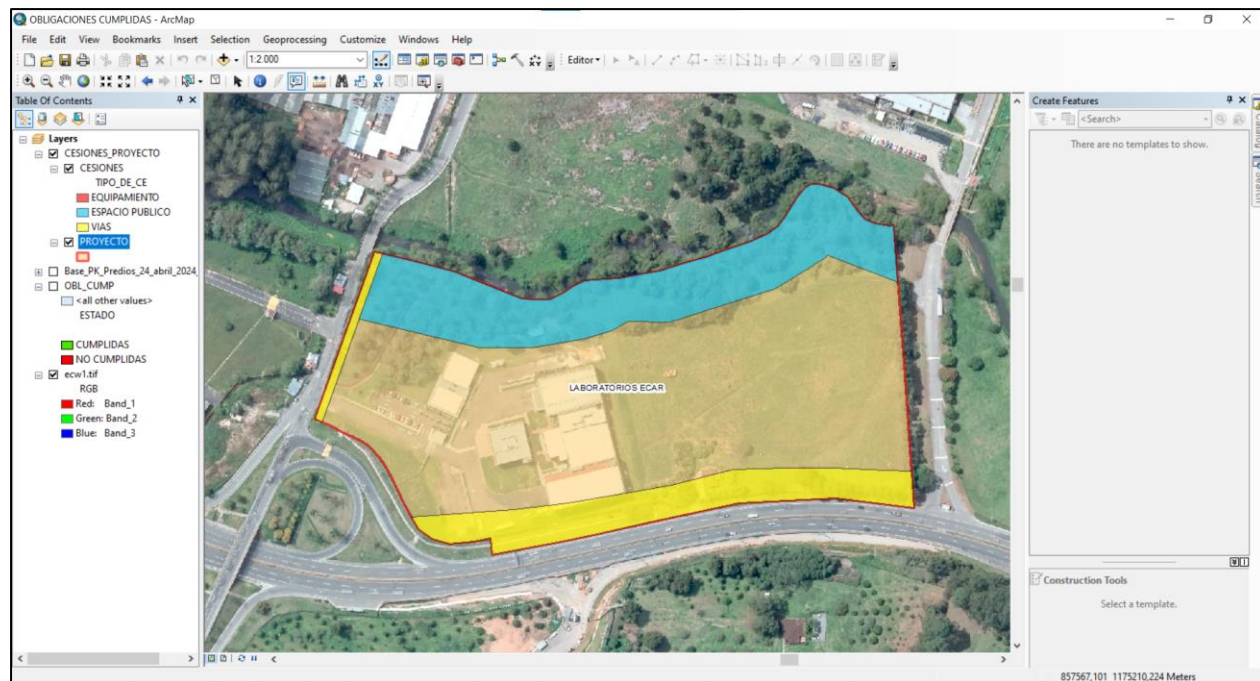 OBLIGACIONES CUMPLIDAS - ArcMap
File Edit View Bookmarks Insert Selection Geoprocessing Customize Windows Help
1:2.000
Editor
Table Of Contents
Layers
CESIONES_PROYECTO
CESIONES
TIPO_DE_CE
EQUIPAMIENTO
ESPACIO PUBLICO
VIAS
PROYECTO
Base_PK_Predios_24_abril_2024_
OBL_CUMP
<all other values>
ESTADO
CUMPLIDAS
NO CUMPLIDAS
ecw1.tif
RGB
Red: Band_1
Green: Band_2
Blue: Band_3
LABORATORIOS ECAR
Create Features
<Search>
There are no templates to show.
Construction Tools
Select a template.
Catalog
Search
857567,101 1175210,224 Meters